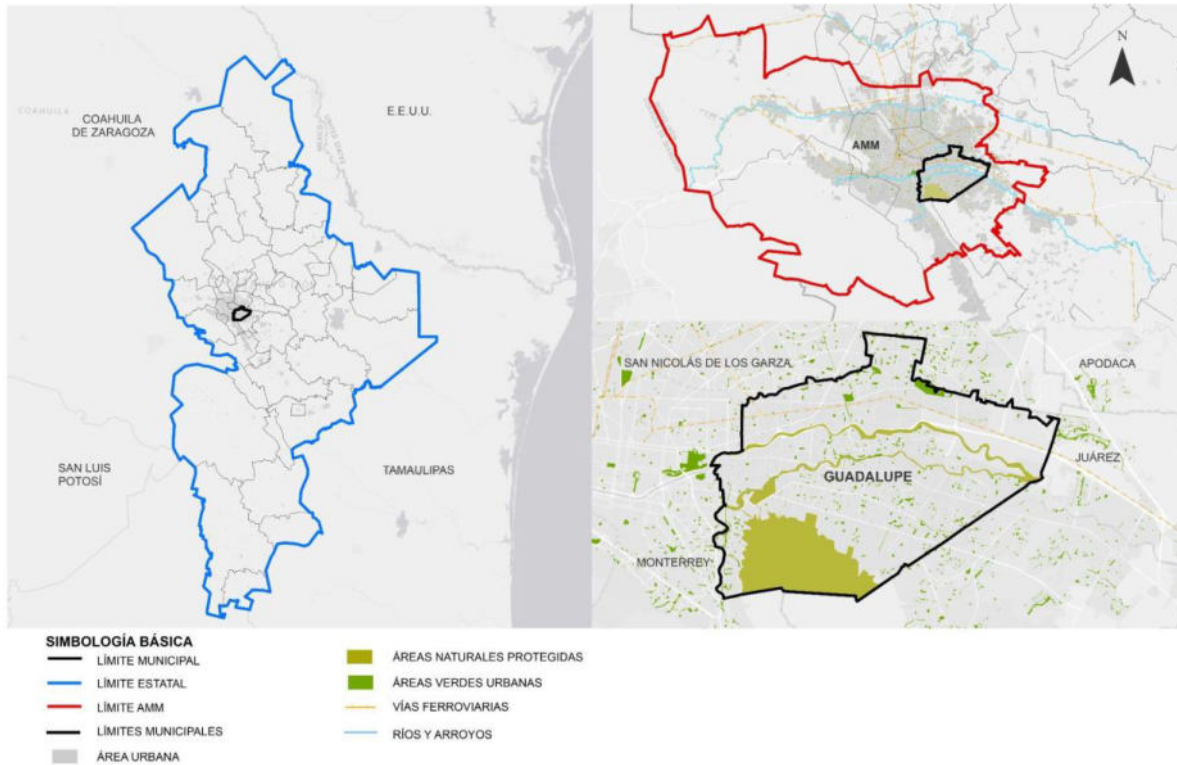 COAHUILA
COAHUILA
DE ZARAGOZA
E.E.U.U.
SAN LUIS
POTOSÍ
TAMAULIPAS
N
AMM
SAN NICOLÁS DE LOS GARZA
APODACA
JUÁREZ
GUADALUPE
MONTERREY
SIMBOLOGÍA BÁSICA
LÍMITE MUNICIPAL
LÍMITE ESTATAL
LÍMITE AMM
LÍMITES MUNICIPALES
ÁREA URBANA
ÁREAS NATURALES PROTEGIDAS
ÁREAS VERDES URBANAS
VÍAS FERROVIARIAS
RÍOS Y ARROYOS